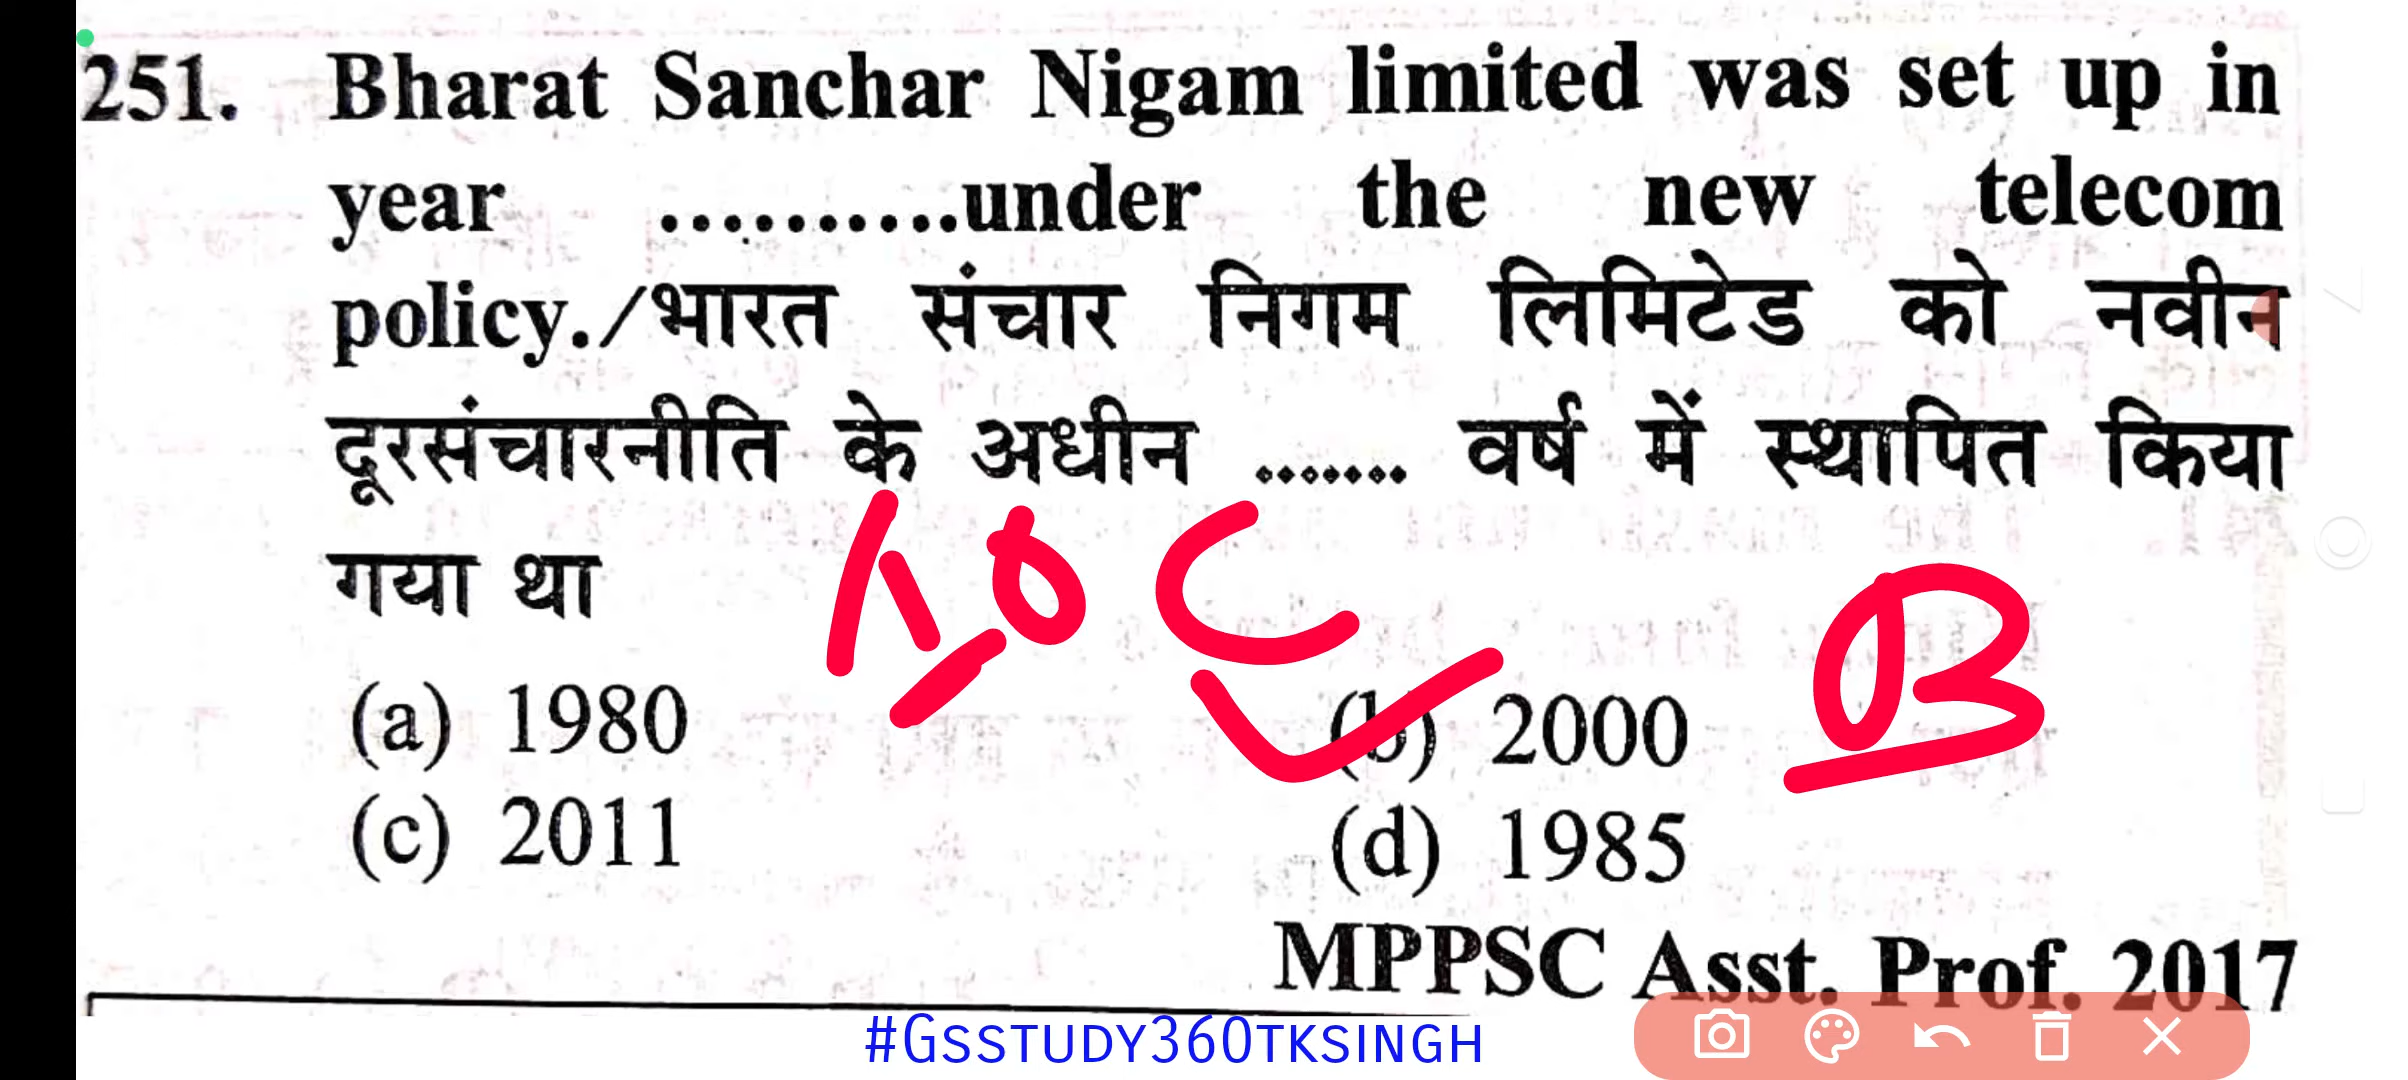 251. Bharat Sanchar Nigam limited was set up in
year ..........under the new telecom
policy./भारत संचार निगम लिमिटेड को नवीन
दूरसंचारनीति के अधीन ....... वर्ष में स्थापित किया
गया था
(a) 1980 (b) 2000 B
(c) 2011 (d) 1985
MPPSC Asst. Prof. 2017
#GSSTUDY360TKSINGH